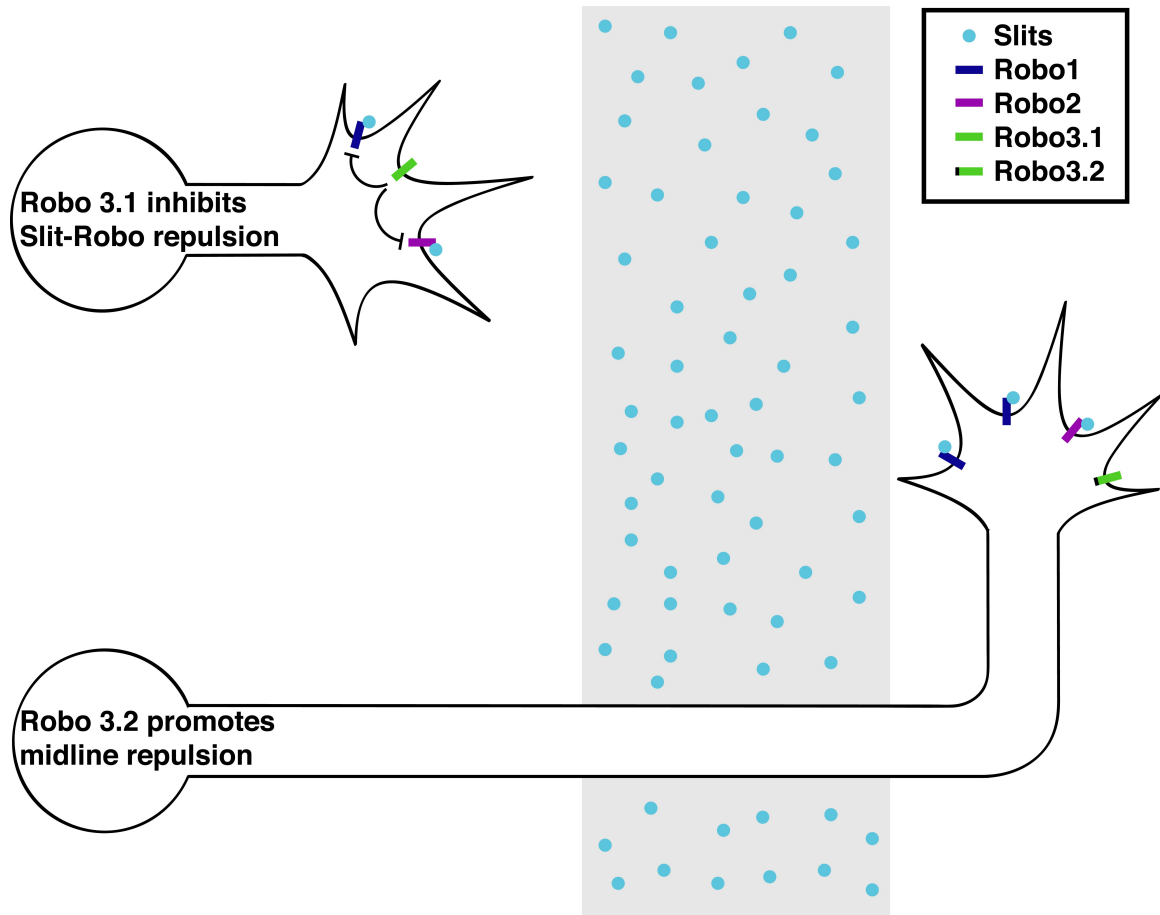 Slits
Robo1
Robo2
Robo3.1
Robo3.2
Robo 3.1 inhibits
Slit-Robo repulsion
Robo 3.2 promotes
midline repulsion